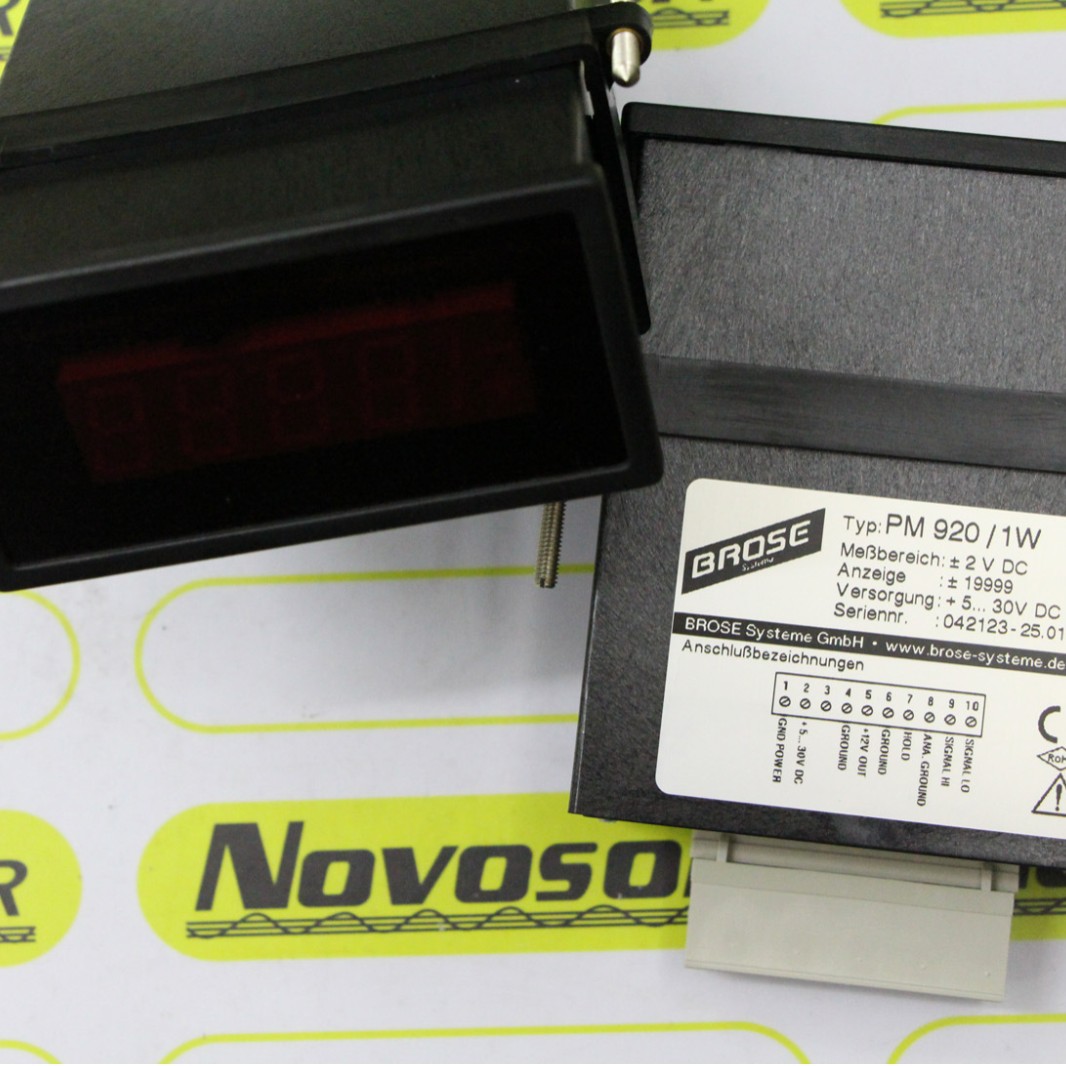 BROSE
Systeme
Typ: PM 920 / 1W
Meßbereich: ± 2 V DC
Anzeige : ± 19999
Versorgung: + 5... 30V DC
Seriennr. : 042123-25.01
BROSE Systeme GmbH • www.brose-systeme.de
Anschlußbezeichnungen
1 2 3 4 5 6 7 8 9 10
GND POWER
+5...30V DC
GROUND
+12V OUT
GROUND
HOLD
ANA. GROUND
SIGNAL HI
SIGNAL LO
RoH
R
Novoso